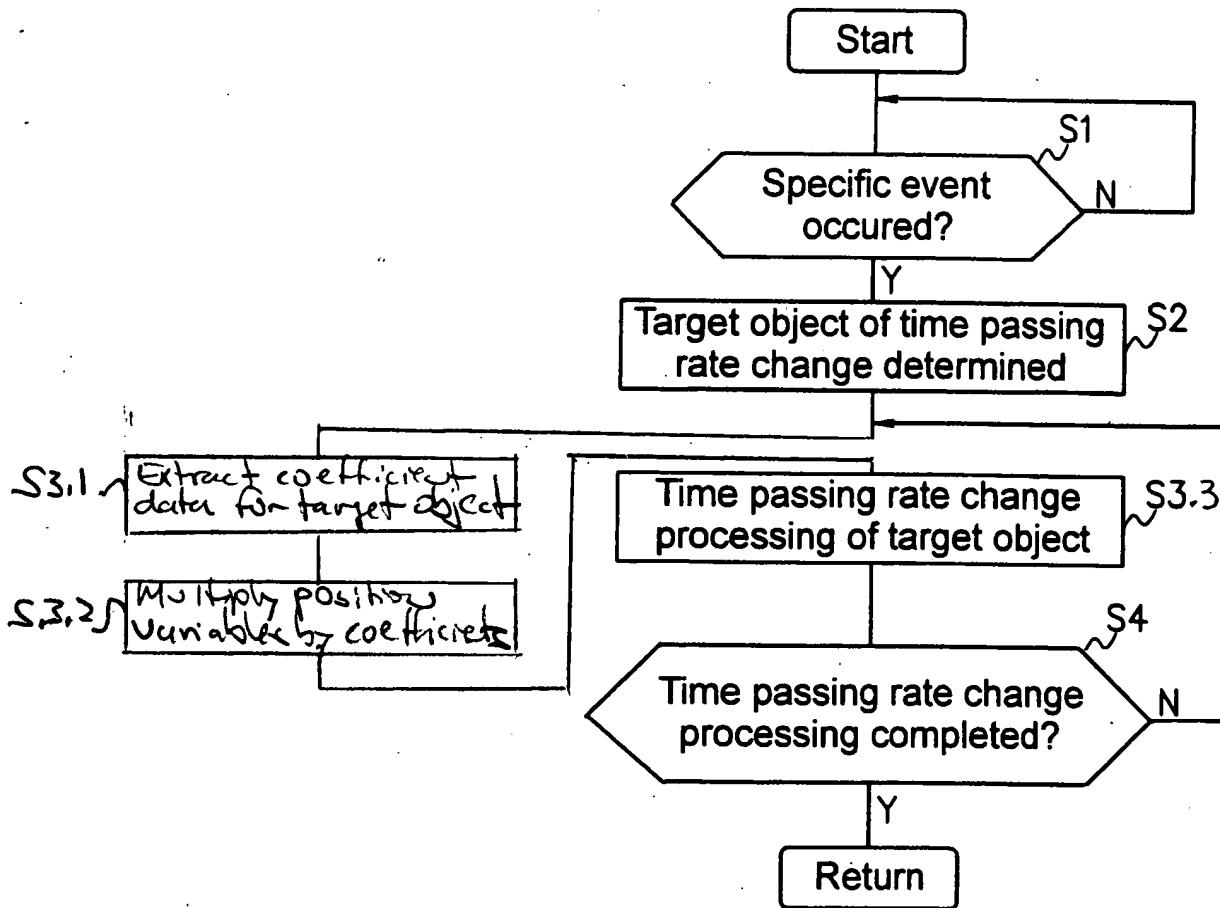 Start
S1
Specific event
occured?
N
Y
Target object of time passing
rate change determined
S2
S3.1
Extract coefficient
data for target object
S.3.2
Multiply position
variables by coefficients
Time passing rate change
processing of target object
S3.3
S4
Time passing rate change
processing completed?
N
Y
Return